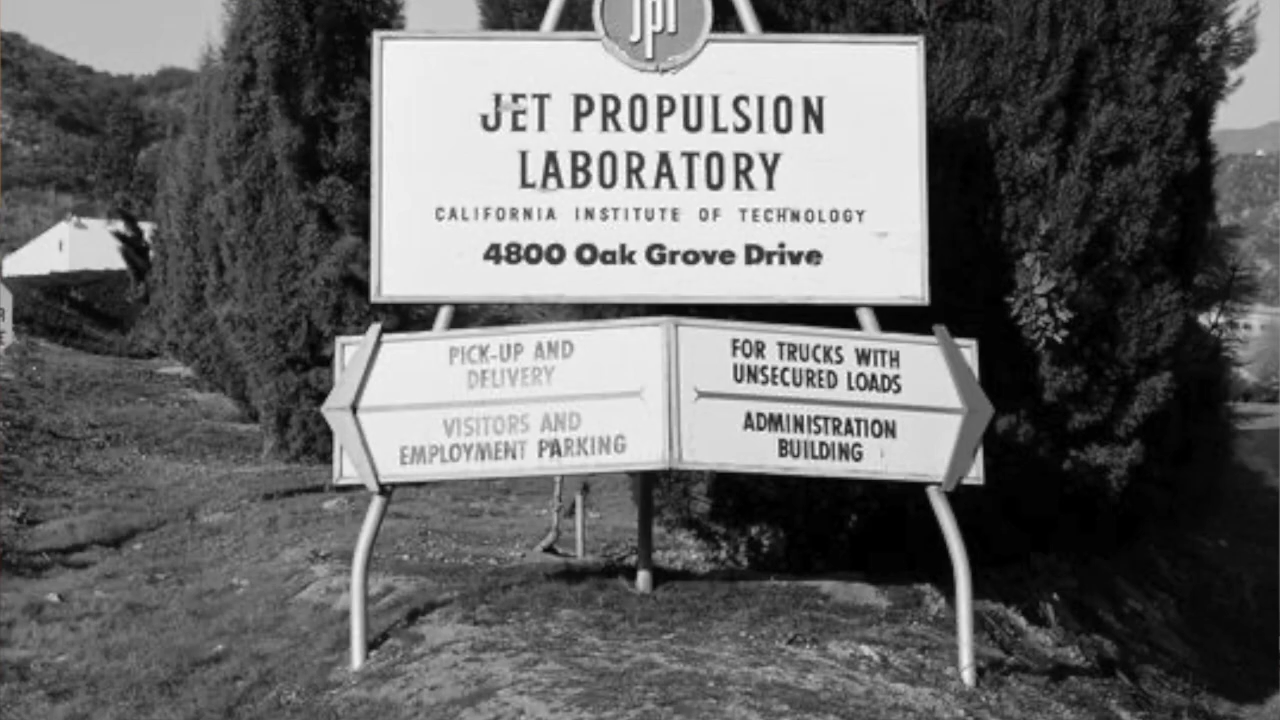 jpl
JET PROPULSION
LABORATORY
CALIFORNIA INSTITUTE OF TECHNOLOGY
4800 Oak Grove Drive
PICK-UP AND
DELIVERY
VISITORS AND
EMPLOYMENT PARKING
FOR TRUCKS WITH
UNSECURED LOADS
ADMINISTRATION
BUILDING